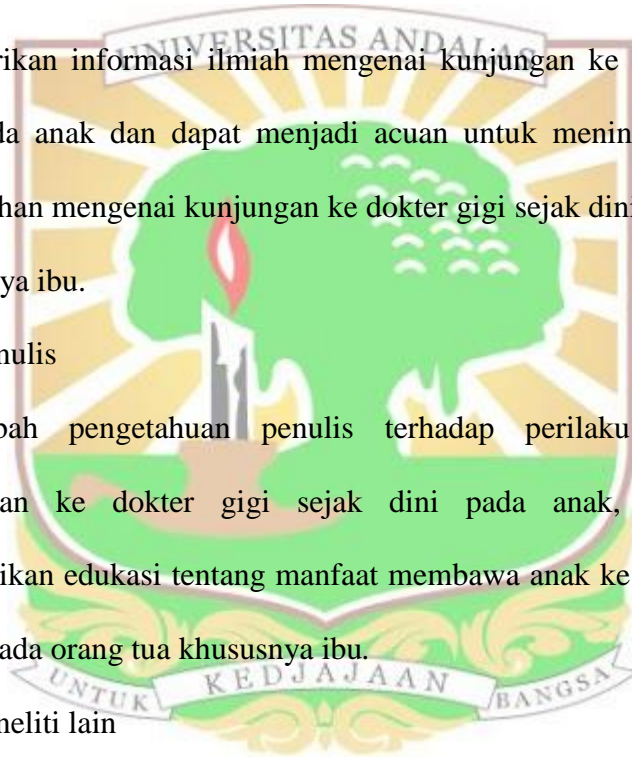 UNIVERSITAS ANDALAS
rikan informasi ilmiah mengenai kunjungan ke
la anak dan dapat menjadi acuan untuk menin
han mengenai kunjungan ke dokter gigi sejak dini
ya ibu.
nulis
bah pengetahuan penulis terhadap perilaku
an ke dokter gigi sejak dini pada anak,
ikan edukasi tentang manfaat membawa anak ke
ada orang tua khususnya ibu.
UNTUK KEDJAJAAN BANGSA
neliti lain